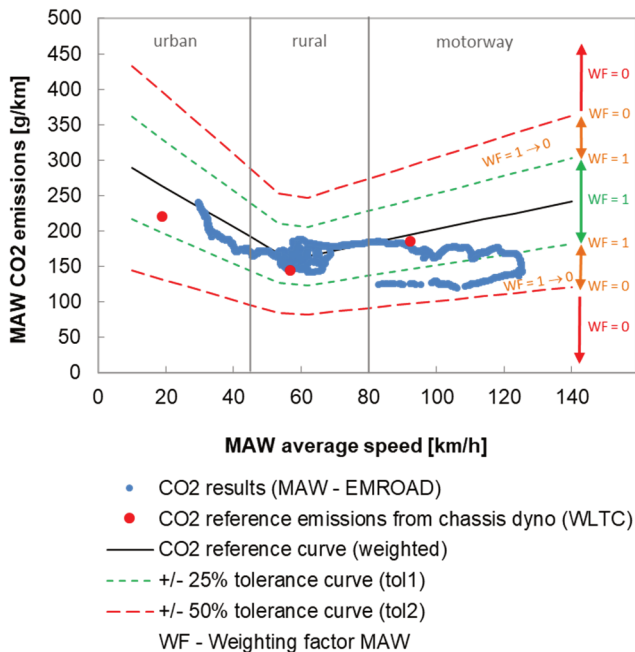 MAW CO2 emissions [g/km]
500
450
400
350
300
250
200
150
100
50
0
urban
rural
motorway
WF = 0
WF = 0
WF = 1 → 0
WF = 1
WF = 1
WF = 1
WF = 1 → 0
WF = 0
WF = 0
0 20 40 60 80 100 120 140
MAW average speed [km/h]
CO2 results (MAW - EMROAD)
CO2 reference emissions from chassis dyno (WLTC)
CO2 reference curve (weighted)
+/- 25% tolerance curve (tol1)
+/- 50% tolerance curve (tol2)
WF - Weighting factor MAW